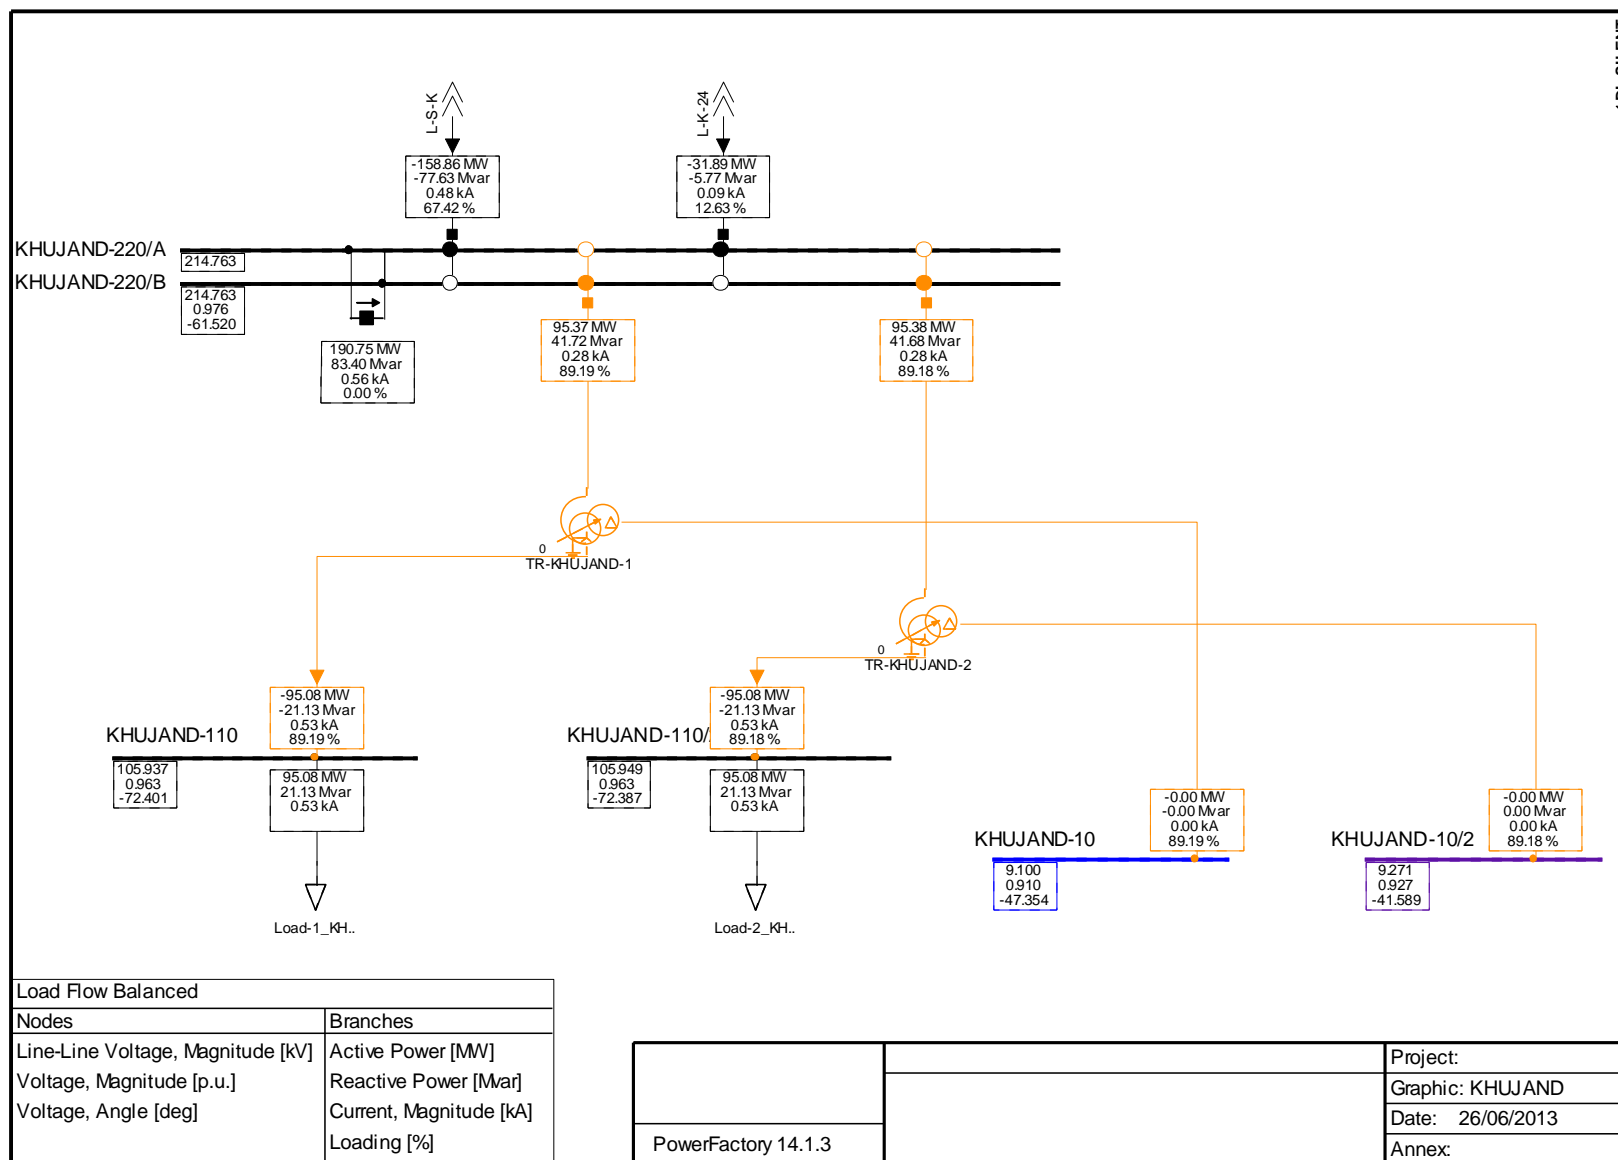 L-S-K
L-K-24
-158.86 MW
-77.63 Mvar
0.48 kA
67.42 %
-31.89 MW
-5.77 Mvar
0.09 kA
12.63 %
KHUJAND-220/A
214.763
KHUJAND-220/B
214.763
0.976
-61.520
190.75 MW
83.40 Mvar
0.56 kA
0.00 %
95.37 MW
41.72 Mvar
0.28 kA
89.19 %
95.38 MW
41.68 Mvar
0.28 kA
89.18 %
0
TR-KHUJAND-1
0
TR-KHUJAND-2
-95.08 MW
-21.13 Mvar
0.53 kA
89.19 %
-95.08 MW
-21.13 Mvar
0.53 kA
89.18 %
KHUJAND-110
105.937
0.963
-72.401
95.08 MW
21.13 Mvar
0.53 kA
KHUJAND-110/
105.949
0.963
-72.387
95.08 MW
21.13 Mvar
0.53 kA
-0.00 MW
-0.00 Mvar
0.00 kA
89.19 %
-0.00 MW
0.00 Mvar
0.00 kA
89.18 %
KHUJAND-10
9.100
0.910
-47.354
KHUJAND-10/2
9.271
0.927
-41.589
Load-1_KH..
Load-2_KH..
Load Flow Balanced
Nodes
Branches
Line-Line Voltage, Magnitude [kV]
Active Power [MW]
Voltage, Magnitude [p.u.]
Reactive Power [Mvar]
Voltage, Angle [deg]
Current, Magnitude [kA]
Loading [%]
PowerFactory 14.1.3
Project:
Graphic: KHUJAND
Date: 26/06/2013
Annex: